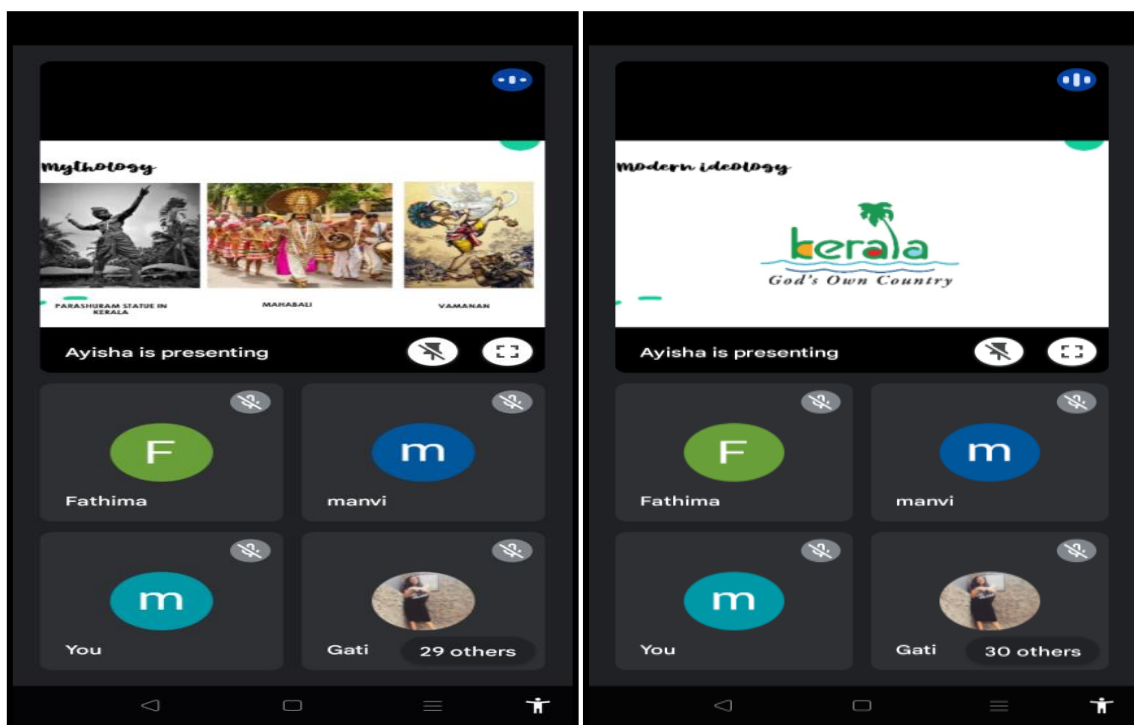 Mythology
PARASHURAM STATUE IN
KERALA
MAHABALI
VAMANAN
Ayisha is presenting
F
Fathima
m
manvi
m
You
Gati
29 others
Modern ideology
kerala
God's Own Country
Ayisha is presenting
F
Fathima
m
manvi
m
You
Gati
30 others